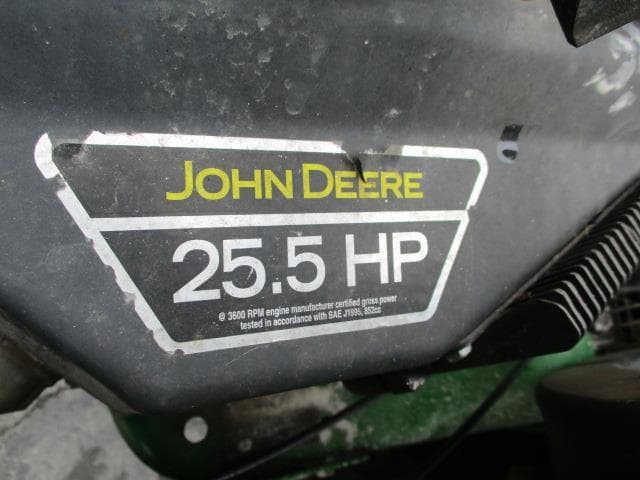 JOHN DEERE
25.5 HP
@ 3600 RPM engine manufacturer certified gross power
tested in accordance with SAE J1995, 852cc